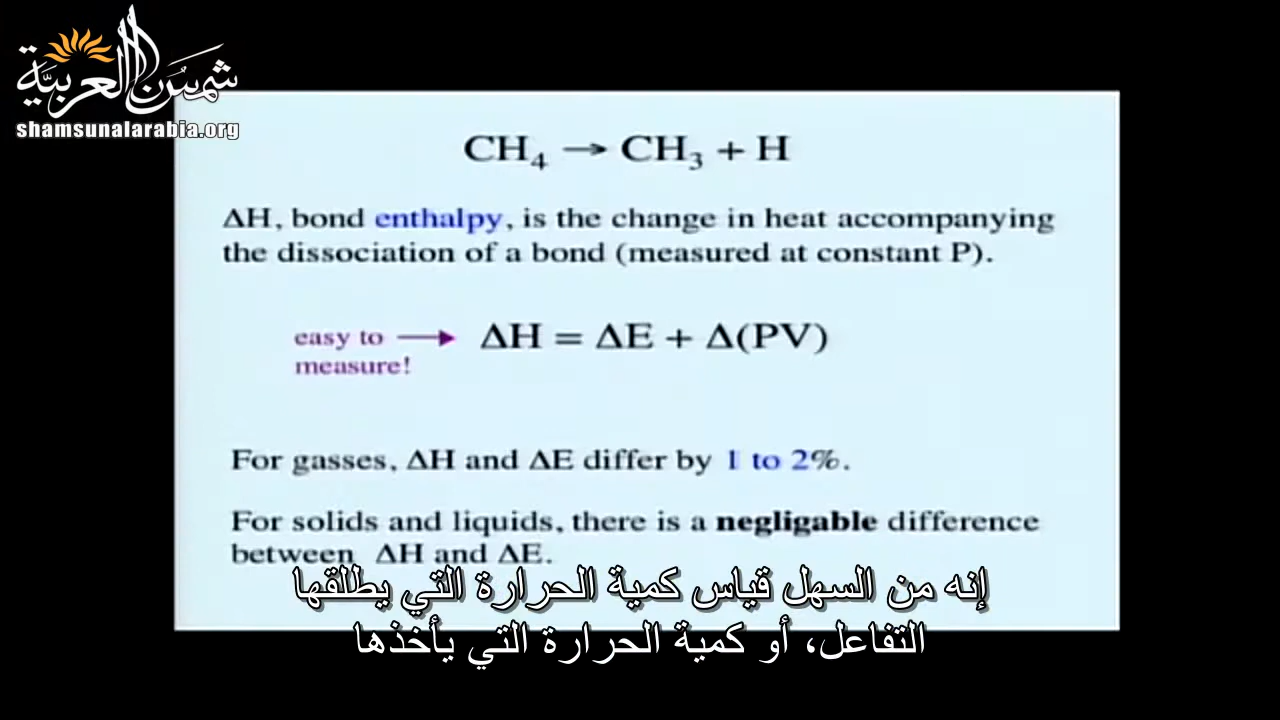 شمس العربية
shamsunalarabia.org
CH₄ → CH₃ + H
ΔH, bond enthalpy, is the change in heat accompanying
the dissociation of a bond (measured at constant P).
easy to → ΔH = ΔE + Δ(PV)
measure!
For gasses, ΔH and ΔE differ by 1 to 2%.
For solids and liquids, there is a negligable difference
between ΔH and ΔE.
إنه من السهل قياس كمية الحرارة التي يطلقها
التفاعل، أو كمية الحرارة التي يأخذها